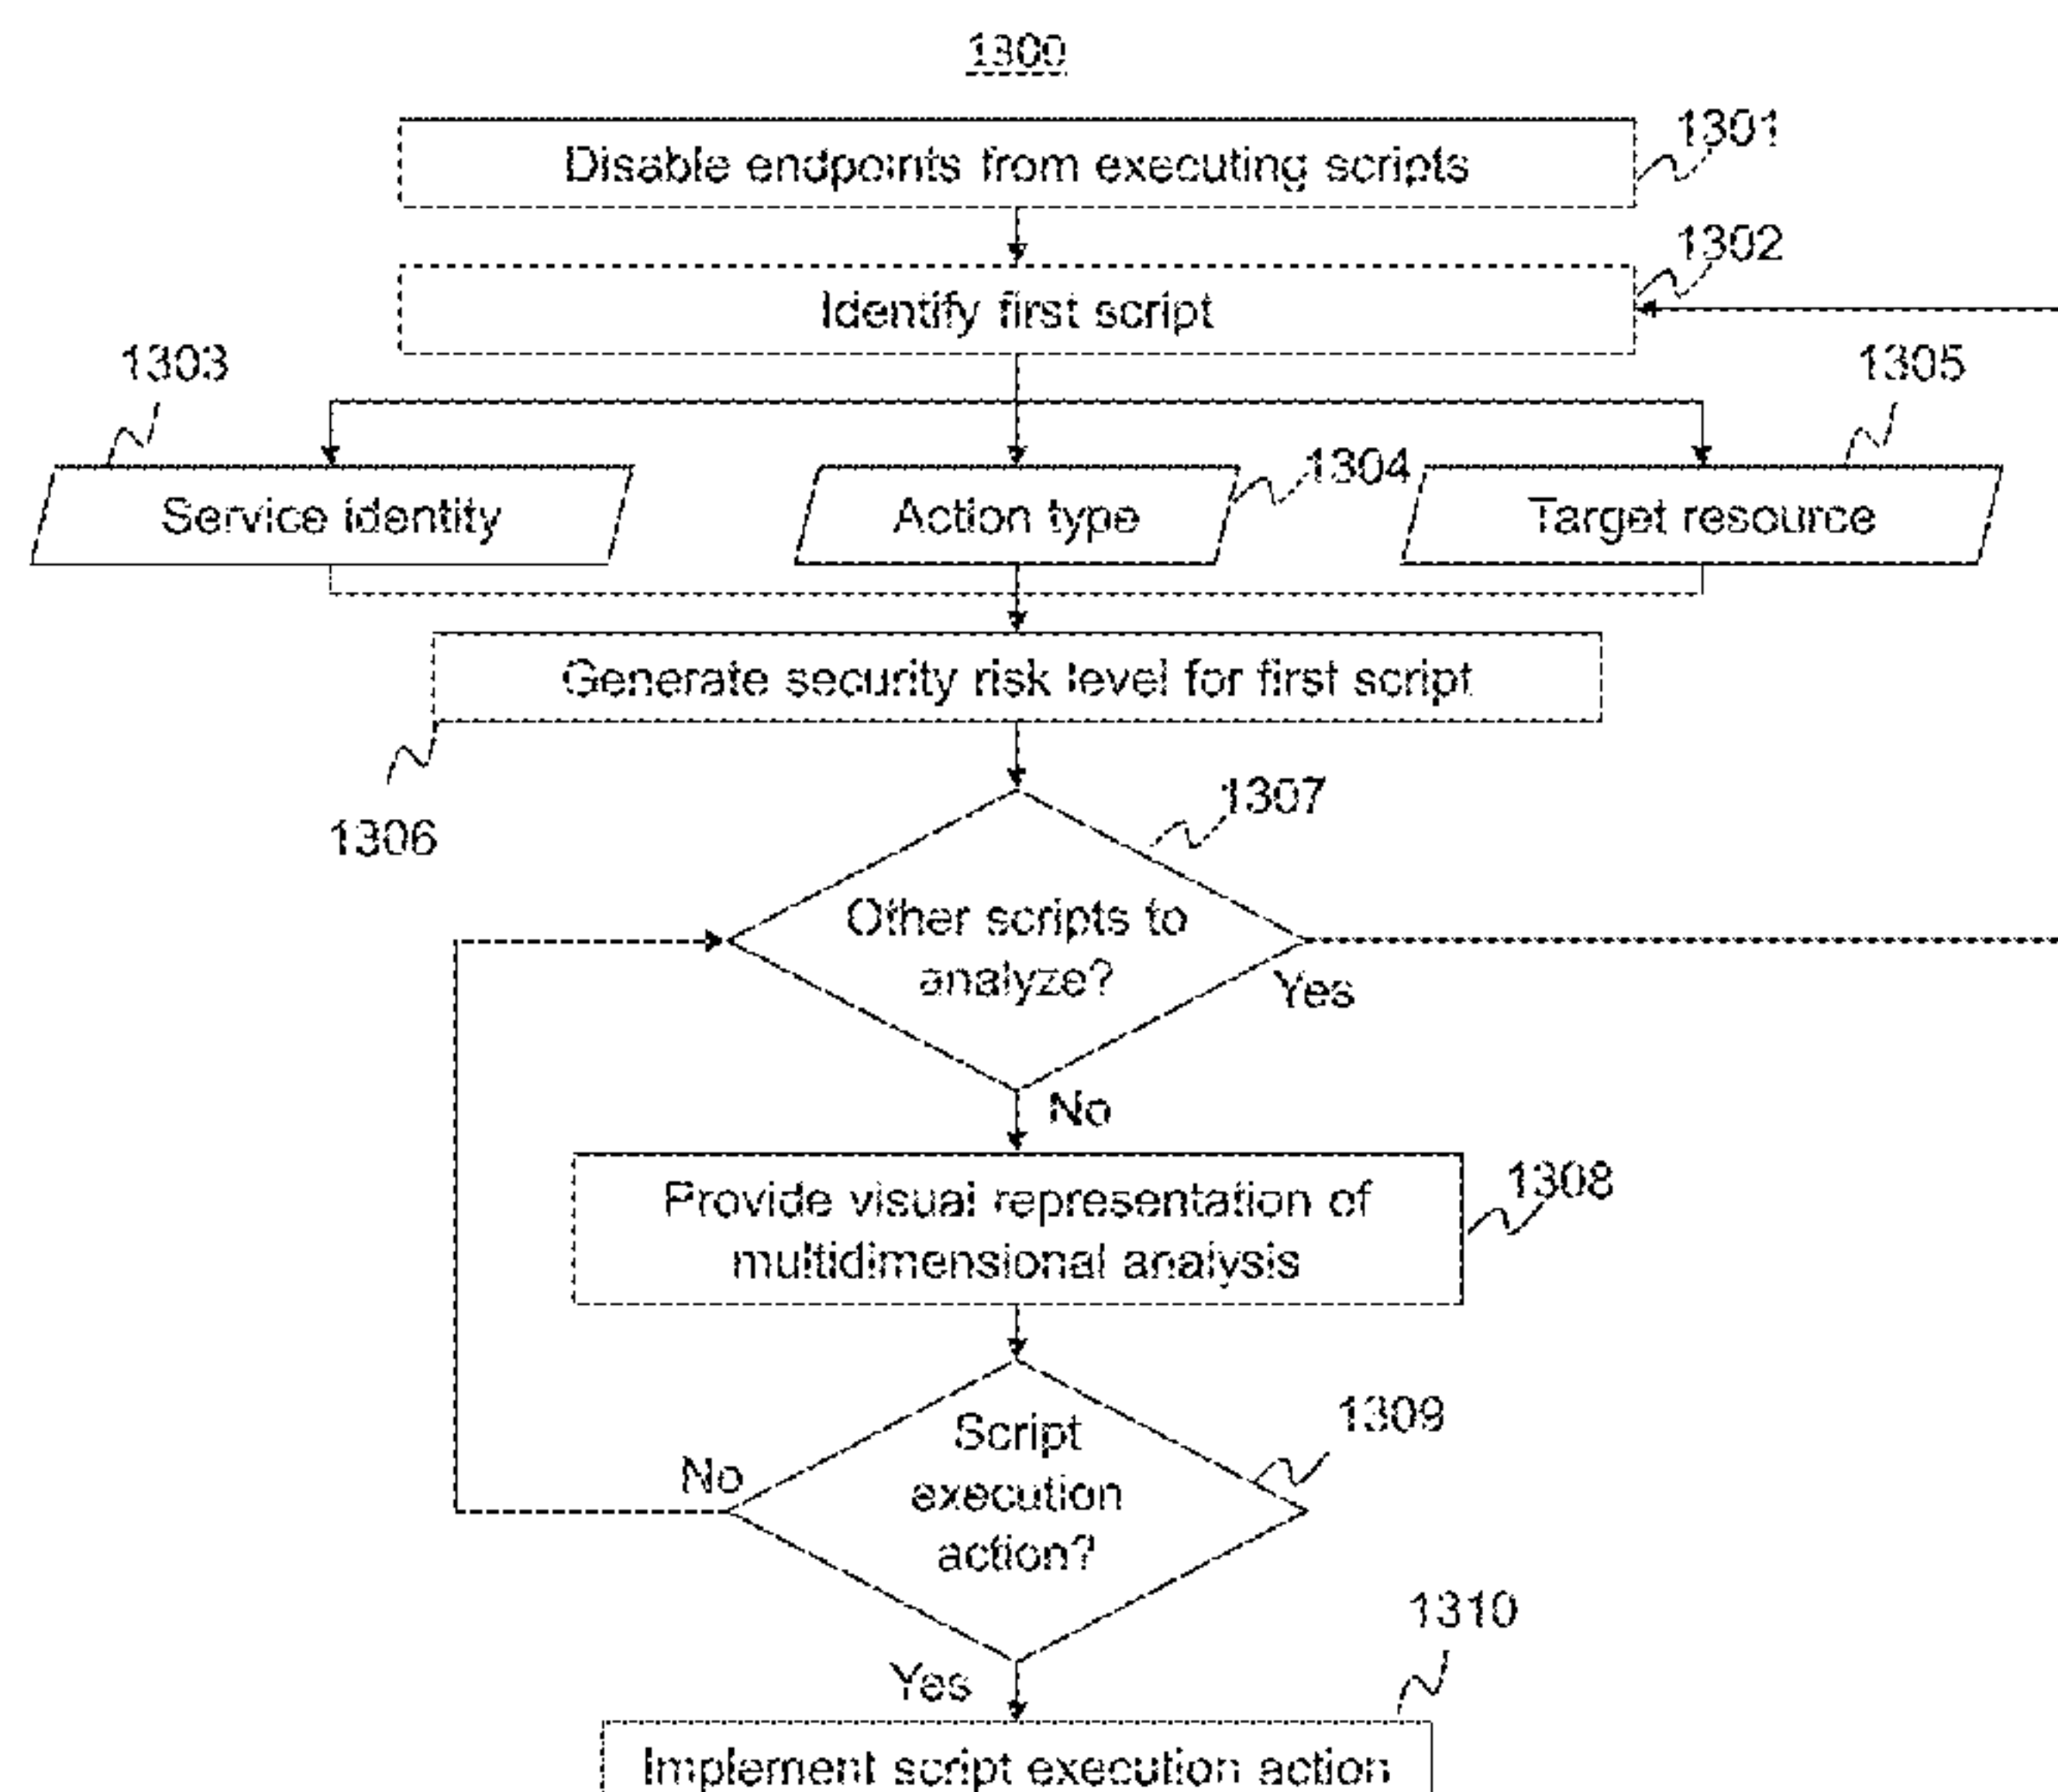 1300
1301
Disable endpoints from executing scripts
1302
Identify first script
1303
1305
1304
Service identity
Action type
Target resource
Generate security risk level for first script
1306
1307
Other scripts to
analyze?
Yes
No
1308
Provide visual representation of
multidimensional analysis
1309
Script
execution
action?
No
Yes
1310
Implement script execution action